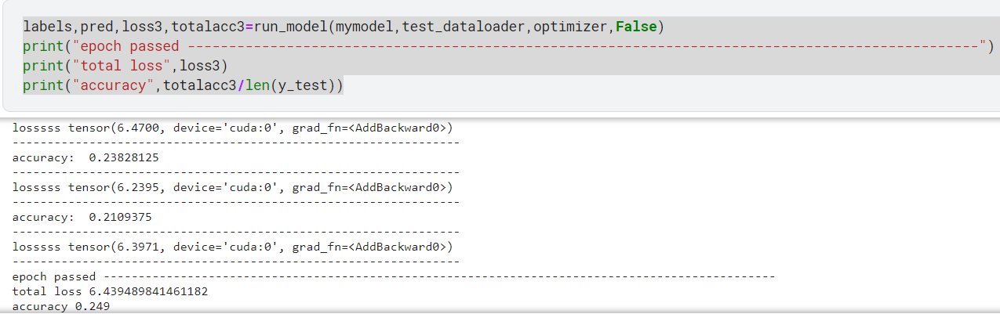 labels,pred,loss3,totalacc3=run_model(mymodel,test_dataloader,optimizer,False)
print("epoch passed -----------------------------------------------------------------------------------------------")
print("total loss",loss3)
print("accuracy",totalacc3/len(y_test))
losssss tensor(6.4700, device='cuda:0', grad_fn=<AddBackward0>)
----------------------------------------------------------------
accuracy:  0.23828125
----------------------------------------------------------------
losssss tensor(6.2395, device='cuda:0', grad_fn=<AddBackward0>)
----------------------------------------------------------------
accuracy:  0.2109375
----------------------------------------------------------------
losssss tensor(6.3971, device='cuda:0', grad_fn=<AddBackward0>)
----------------------------------------------------------------
epoch passed -----------------------------------------------------------------------------------------------
total loss 6.439489841461182
accuracy 0.249